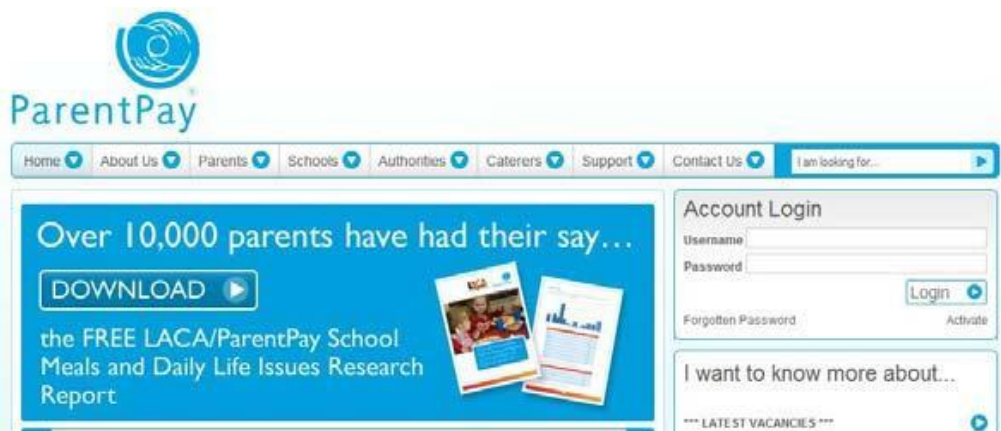 ParentPay
Home About Us Parents Schools Authorities Caterers Support Contact Us I am looking for...
Over 10,000 parents have had their say...
DOWNLOAD
the FREE LACA/ParentPay School
Meals and Daily Life Issues Research
Report
Account Login
Username
Password
Login
Forgotten Password Activate
I want to know more about...
--- LATEST VACANCIES ---